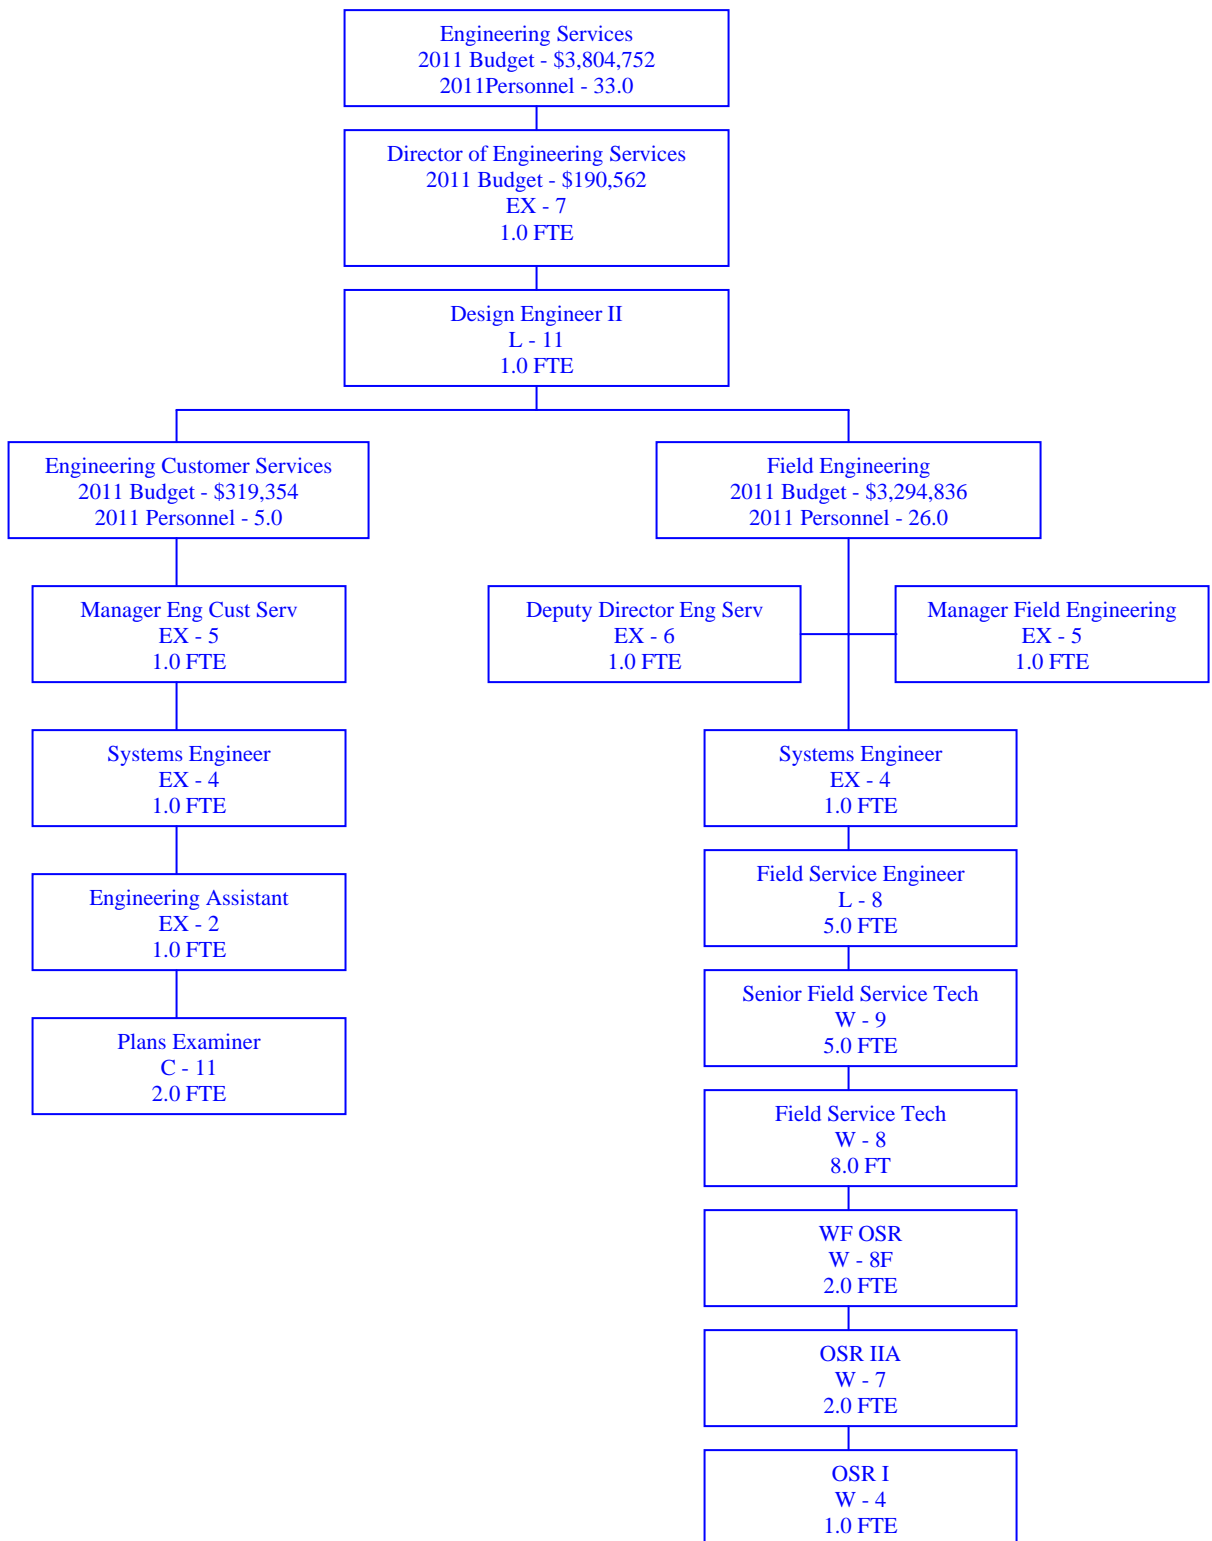 Engineering Services
2011 Budget - $3,804,752
2011Personnel - 33.0
Director of Engineering Services
2011 Budget - $190,562
EX - 7
1.0 FTE
Design Engineer II
L - 11
1.0 FTE
Engineering Customer Services
2011 Budget - $319,354
2011 Personnel - 5.0
Field Engineering
2011 Budget - $3,294,836
2011 Personnel - 26.0
Manager Eng Cust Serv
EX - 5
1.0 FTE
Deputy Director Eng Serv
EX - 6
1.0 FTE
Manager Field Engineering
EX - 5
1.0 FTE
Systems Engineer
EX - 4
1.0 FTE
Systems Engineer
EX - 4
1.0 FTE
Engineering Assistant
EX - 2
1.0 FTE
Field Service Engineer
L - 8
5.0 FTE
Plans Examiner
C - 11
2.0 FTE
Senior Field Service Tech
W - 9
5.0 FTE
Field Service Tech
W - 8
8.0 FT
WF OSR
W - 8F
2.0 FTE
OSR IIA
W - 7
2.0 FTE
OSR I
W - 4
1.0 FTE